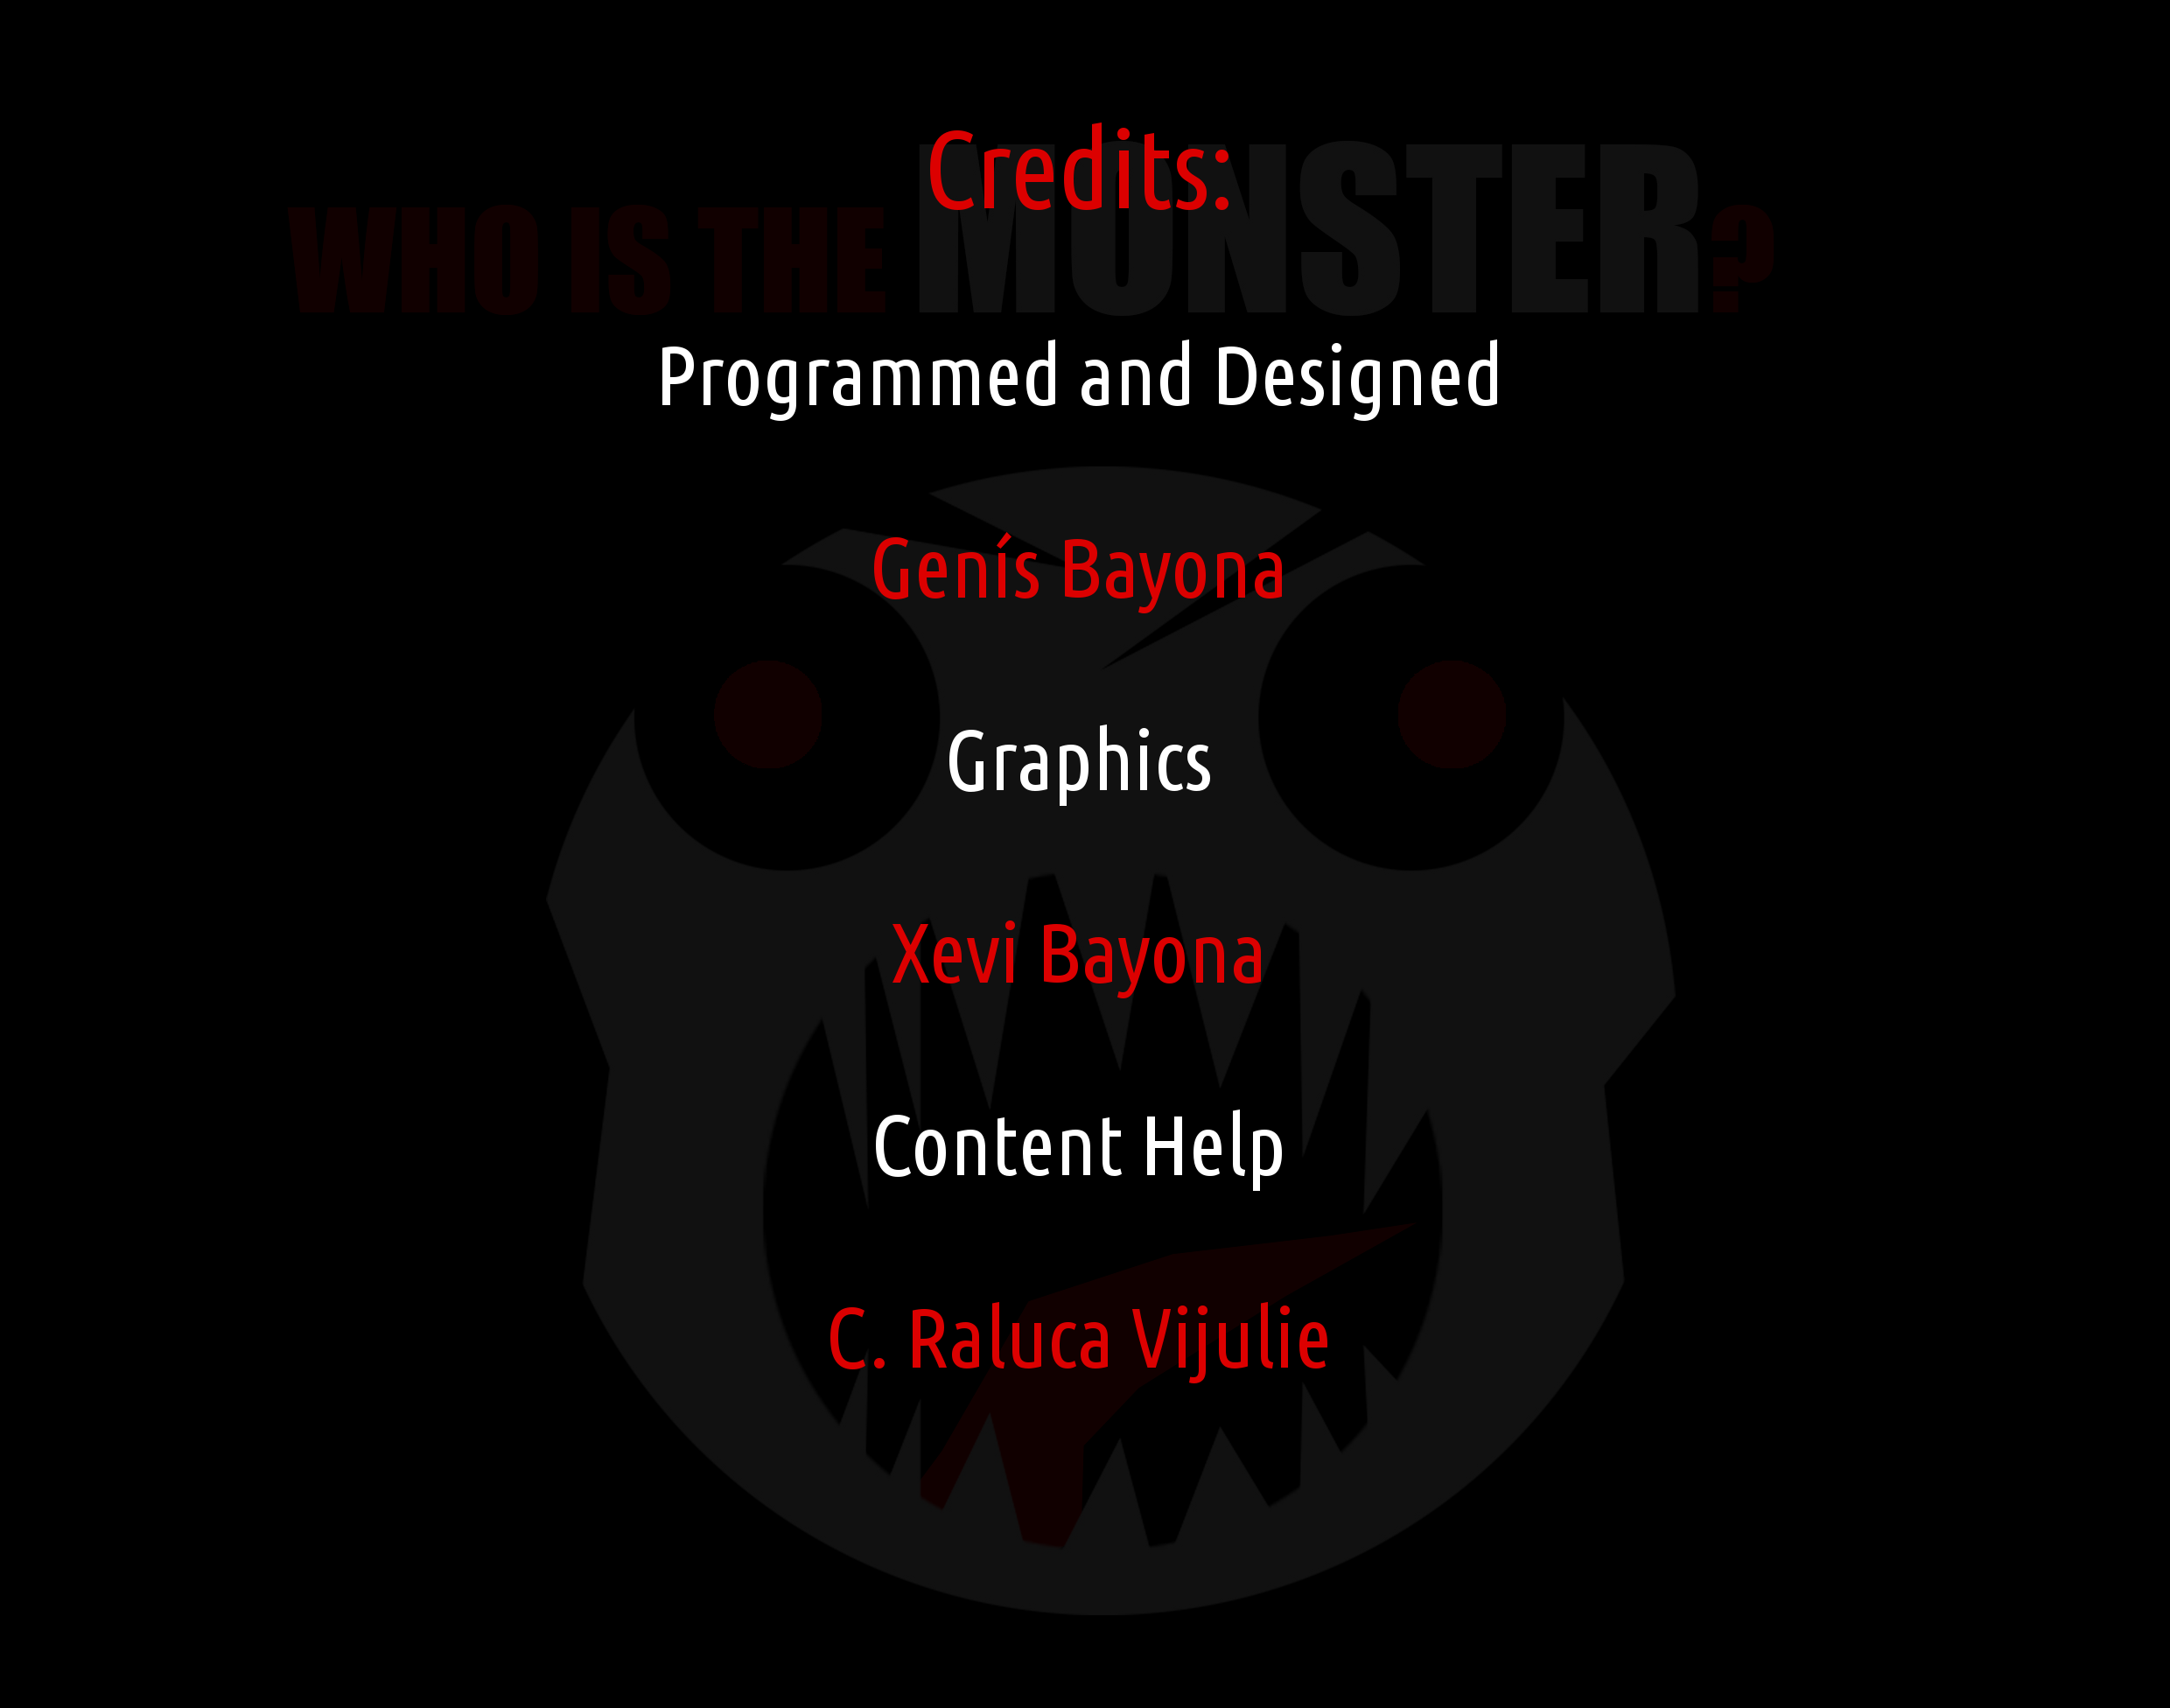 Credits:
WHO IS THE MONSTER?
Programmed and Designed
Genís Bayona
Graphics
Xevi Bayona
Content Help
C. Raluca Vijulie